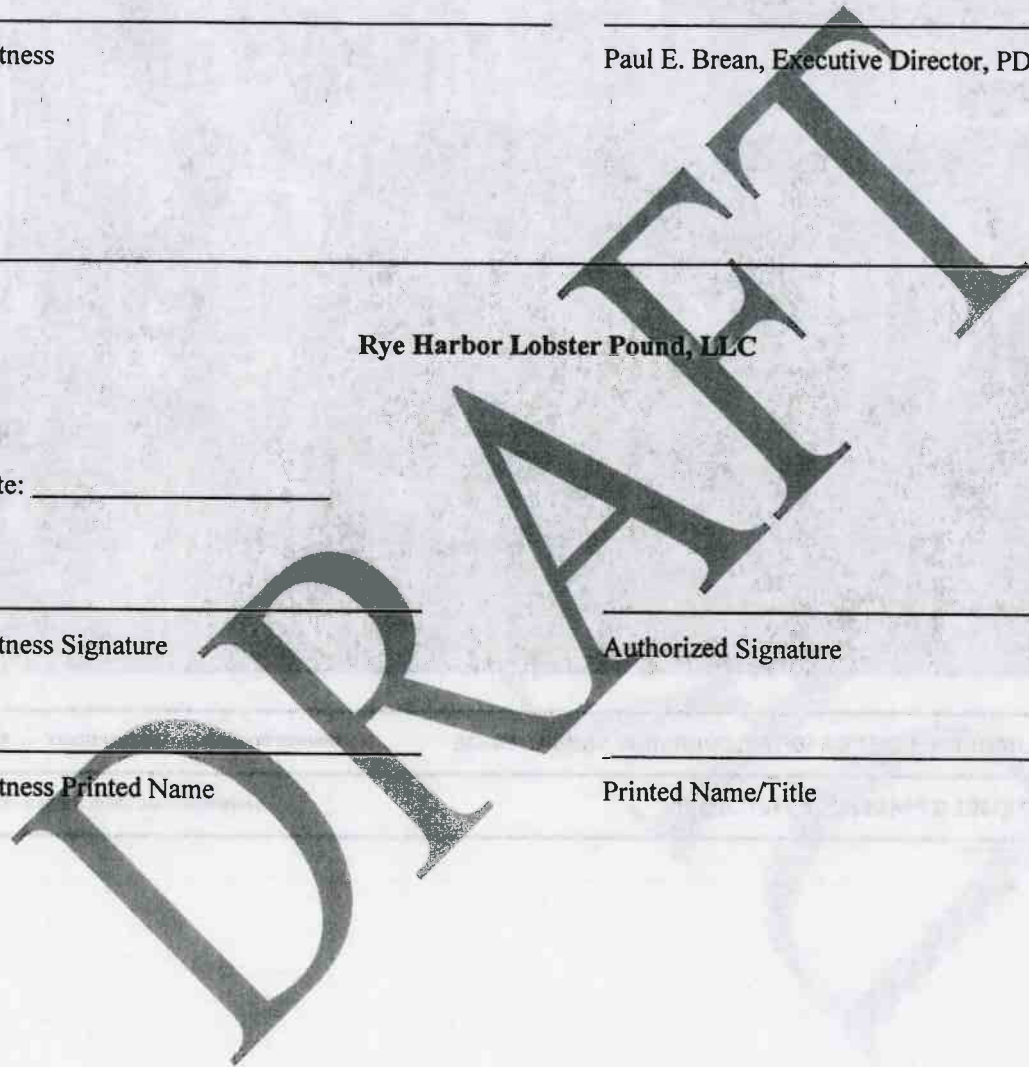 tness Paul E. Brean, Executive Director, PD
Rye Harbor Lobster Pound, LLC
te:
tness Signature Authorized Signature
tness Printed Name Printed Name/Title
DRAFT